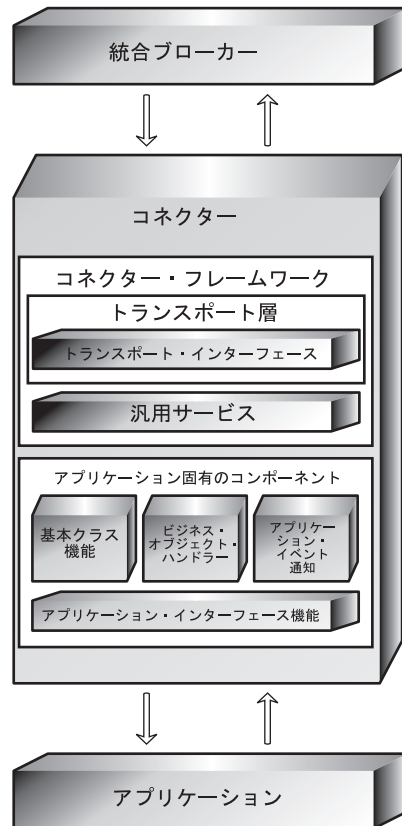 統合ブローカー
コネクター
コネクター・フレームワーク
トランスポート層
トランスポート・インターフェース
汎用サービス
アプリケーション固有のコンポーネント
基本クラス
機能
ビジネス・
オブジェクト・
ハンドラー
アプリケー
ション・
イベント
通知
アプリケーション・インターフェース機能
アプリケーション